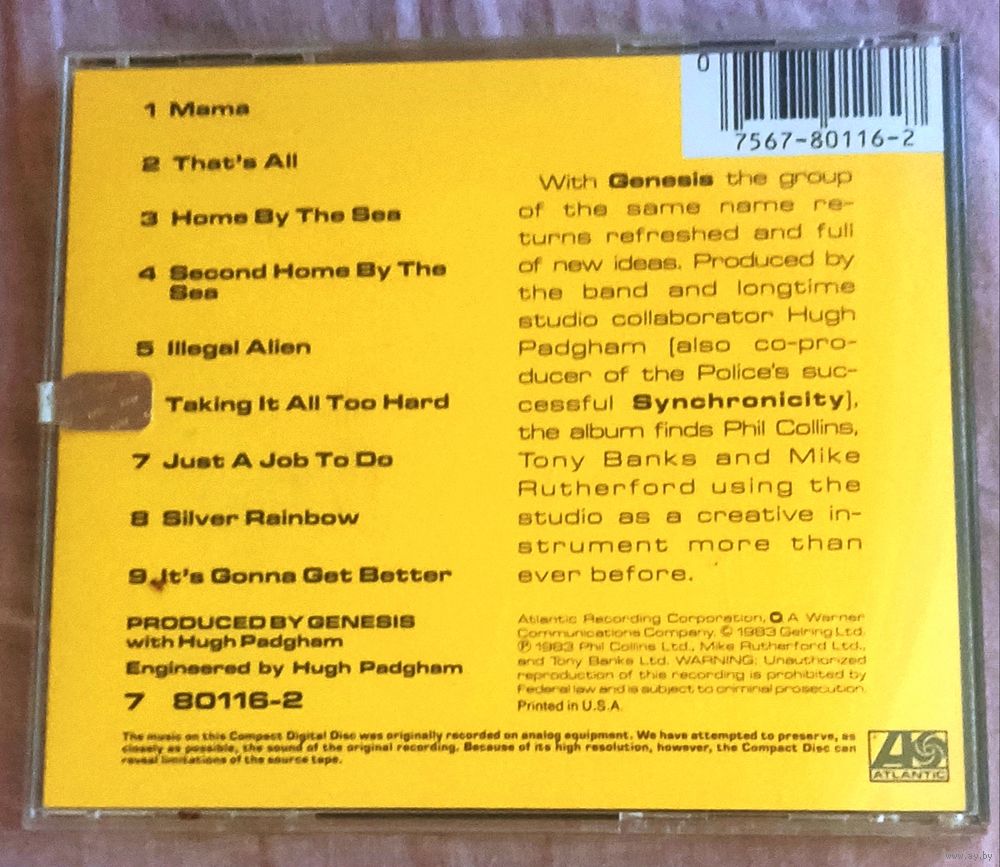 1 Mama
2 That's All
3 Home By The Sea
4 Second Home By The
Sea
5 Illegal Alien
Taking It All Too Hard
7 Just A Job To Do
8 Silver Rainbow
9 It's Gonna Get Better
PRODUCED BY GENESIS
with Hugh Padgham
Engineered by Hugh Padgham
7 80116-2
0
7567-80116-2
With Genesis the group
of the same name re-
turns refreshed and full
of new ideas. Produced by
the band and longtime
studio collaborator Hugh
Padgham (also co-pro-
ducer of the Police's suc-
cessful Synchronicity),
the album finds Phil Collins,
Tony Banks and Mike
Rutherford using the
studio as a creative in-
strument more than
ever before.
Atlantic Recording Corporation, A Warner
Communications Company. © 1983 Gelring Ltd.
℗ 1983 Phil Collins Ltd., Mike Rutherford Ltd.,
and Tony Banks Ltd. WARNING: Unauthorized
reproduction of this recording is prohibited by
Federal law and is subject to criminal prosecution.
Printed in U.S.A.
The music on this Compact Digital Disc was originally recorded on analog equipment. We have attempted to preserve, as
closely as possible, the sound of the original recording. Because of its high resolution, however, the Compact Disc can
reveal limitations of the source tape.
ATLANTIC
www.ay.by